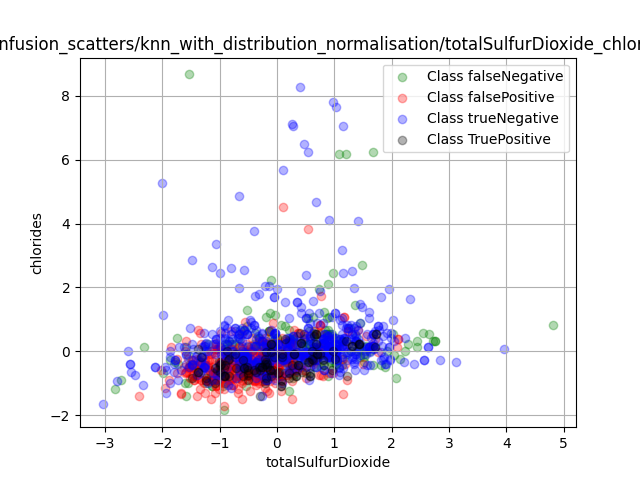 nfusion_scatters/knn_with_distribution_normalisation/totalSulfurDioxide_chlor
Class falseNegative
Class falsePositive
Class trueNegative
Class TruePositive
chlorides
8
6
4
2
0
−2
−3 −2 −1 0 1 2 3 4 5
totalSulfurDioxide